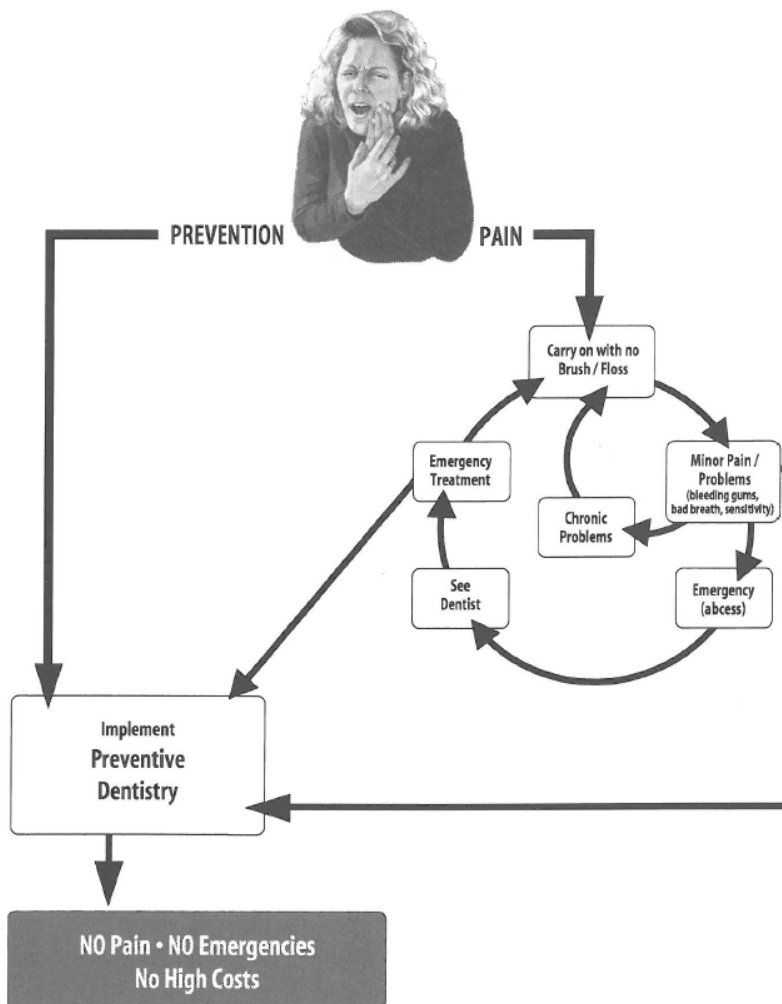 PREVENTION
PAIN
Carry on with no
Brush / Floss
Minor Pain /
Problems
(bleeding gums,
bad breath, sensitivity)
Chronic
Problems
Emergency
(abcess)
See
Dentist
Emergency
Treatment
Implement
Preventive
Dentistry
NO Pain • NO Emergencies
No High Costs